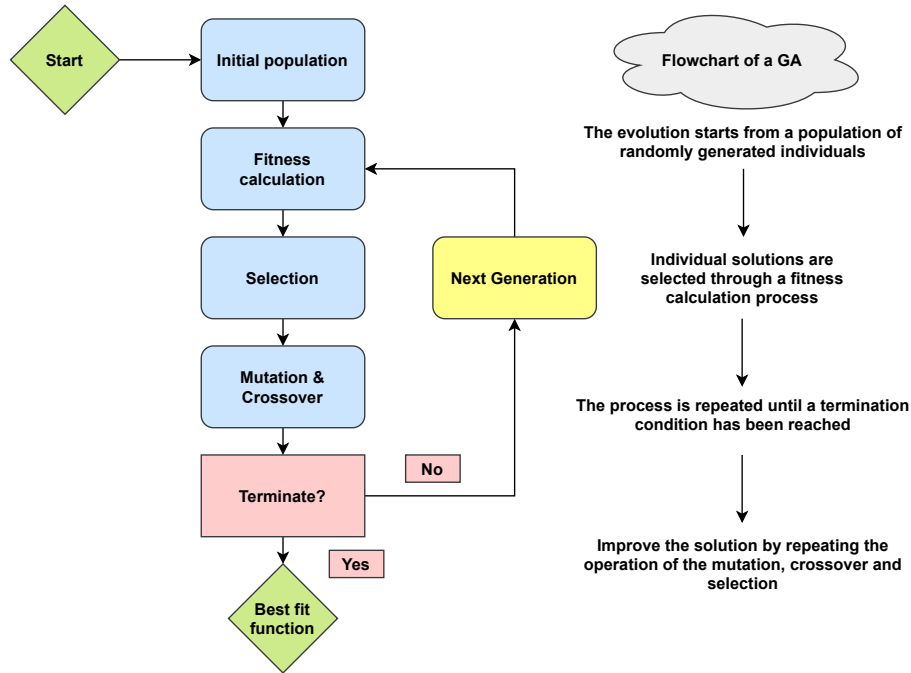 Start
Initial population
Fitness
calculation
Selection
Next Generation
Mutation &
Crossover
Terminate?
No
Yes
Best fit
function
Flowchart of a GA
The evolution starts from a population of
randomly generated individuals
Individual solutions are
selected through a fitness
calculation process
The process is repeated until a termination
condition has been reached
Improve the solution by repeating the
operation of the mutation, crossover and
selection